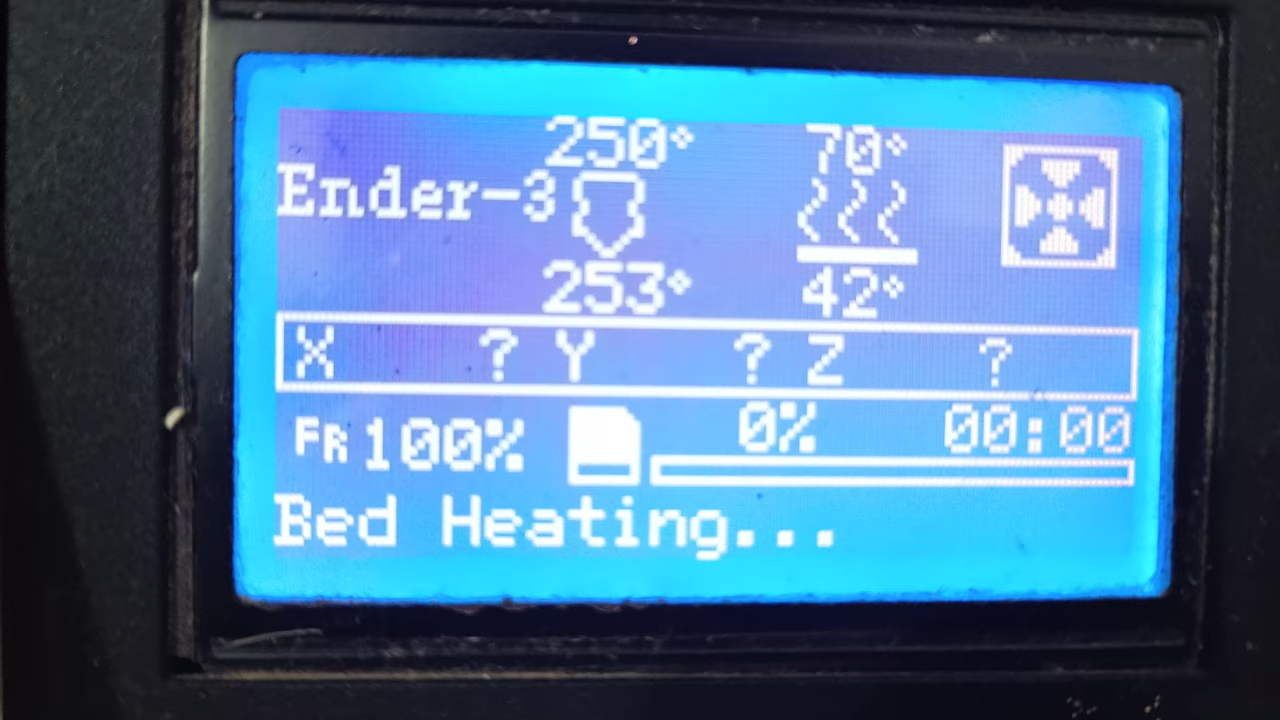 250° 70°
Ender-3
253° 42°
X ? Y ? Z ?
FR 100% 0% 00:00
Bed Heating...